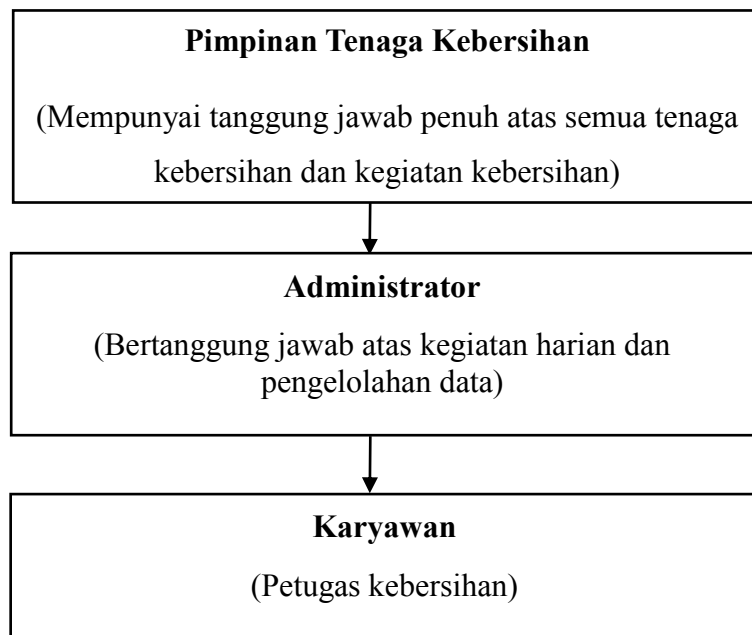 Pimpinan Tenaga Kebersihan
(Mempunyai tanggung jawab penuh atas semua tenaga
kebersihan dan kegiatan kebersihan)
Administrator
(Bertanggung jawab atas kegiatan harian dan
pengelolahan data)
Karyawan
(Petugas kebersihan)